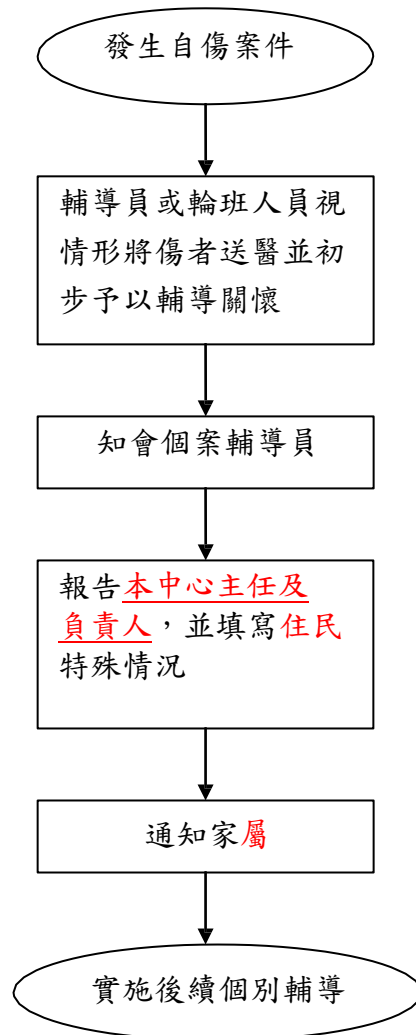 發生自傷案件
輔導員或輪班人員視
情形將傷者送醫並初
步予以輔導關懷
知會個案輔導員
報告本中心主任及
負責人，並填寫住民
特殊情況
通知家屬
實施後續個別輔導